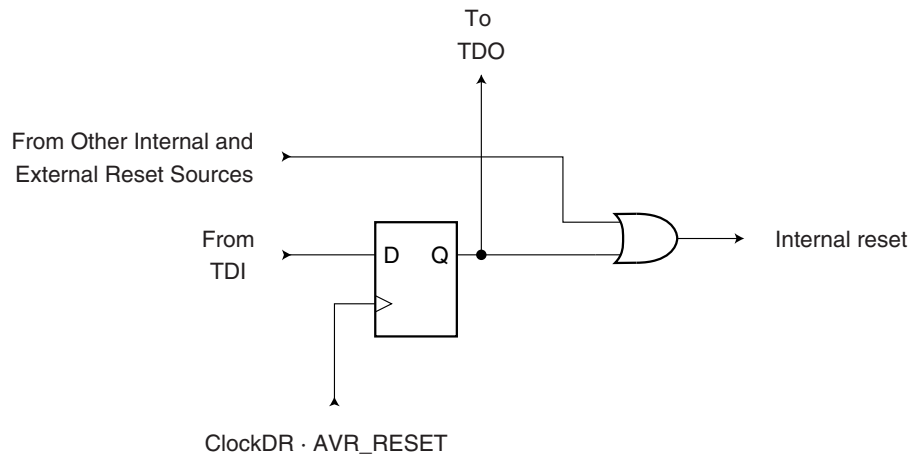 To
TDO
From Other Internal and
External Reset Sources
From
TDI
D Q
Internal reset
ClockDR · AVR_RESET